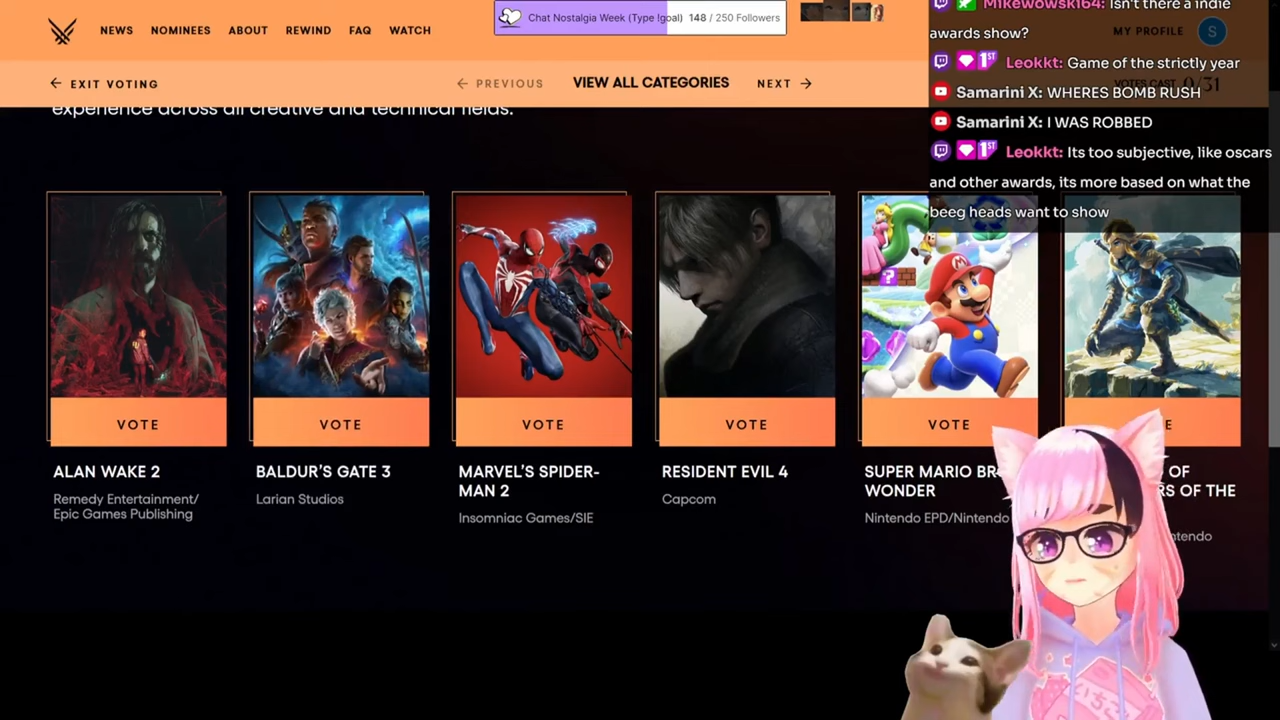 NEWS NOMINEES ABOUT REWIND FAQ WATCH
Chat Nostalgia Week (Type !goal) 148 / 250 Followers
MY PROFILE S
EXIT VOTING
PREVIOUS VIEW ALL CATEGORIES NEXT
/31
experience across all creative and technical fields.
Mikewowski164: Isn't there a indie
awards show?
Leokkt: Game of the strictly year
Samarini X: WHERES BOMB RUSH
Samarini X: I WAS ROBBED
Leokkt: Its too subjective, like oscars
and other awards, its more based on what the
beeg heads want to show
VOTE
ALAN WAKE 2
Remedy Entertainment/
Epic Games Publishing
VOTE
BALDUR'S GATE 3
Larian Studios
VOTE
MARVEL'S SPIDER-
MAN 2
Insomniac Games/SIE
VOTE
RESIDENT EVIL 4
Capcom
VOTE
SUPER MARIO BR
WONDER
Nintendo EPD/Nintendo
E
OF
RS OF THE
ntendo